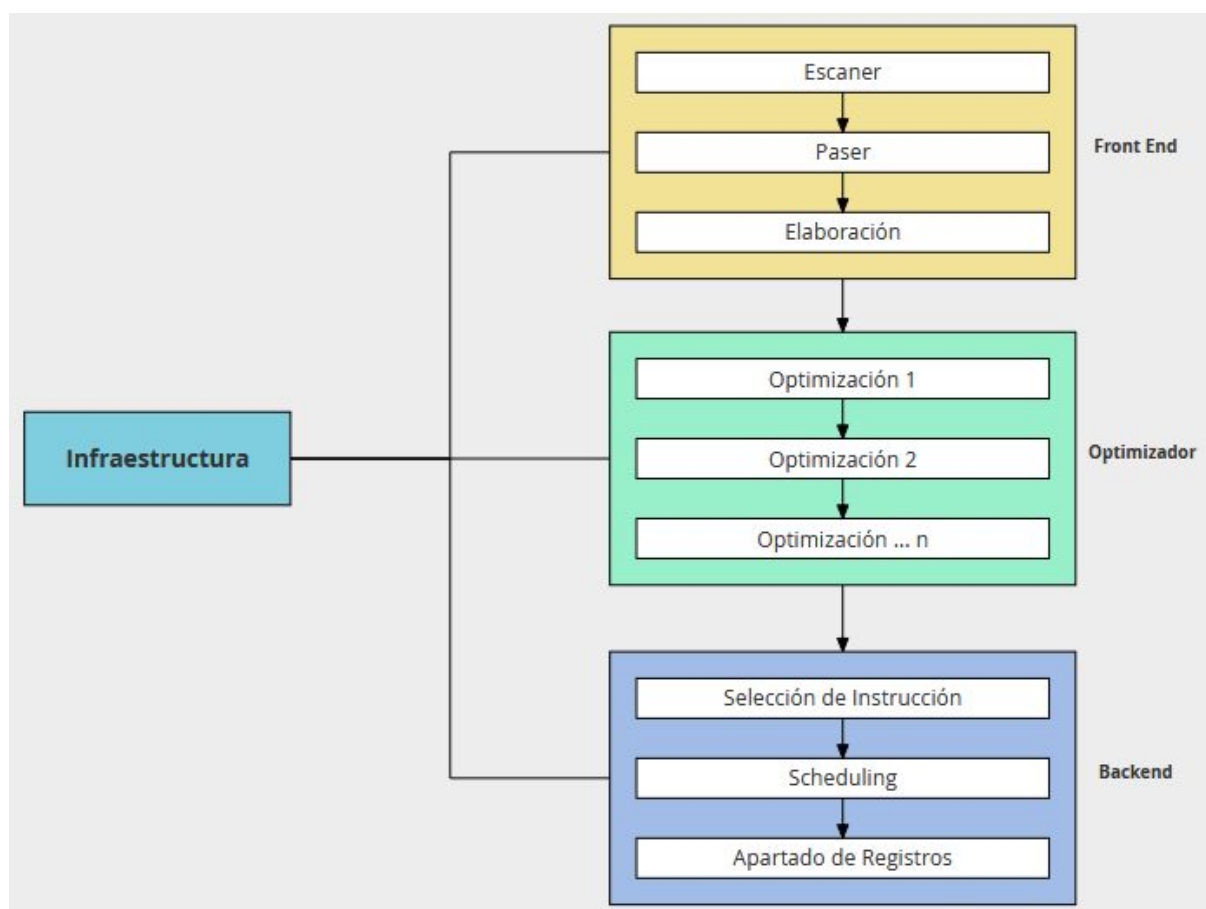 Escaner
Paser
Front End
Elaboración
Optimización 1
Infraestructura
Optimización 2
Optimizador
Optimización ... n
Selección de Instrucción
Scheduling
Backend
Apartado de Registros